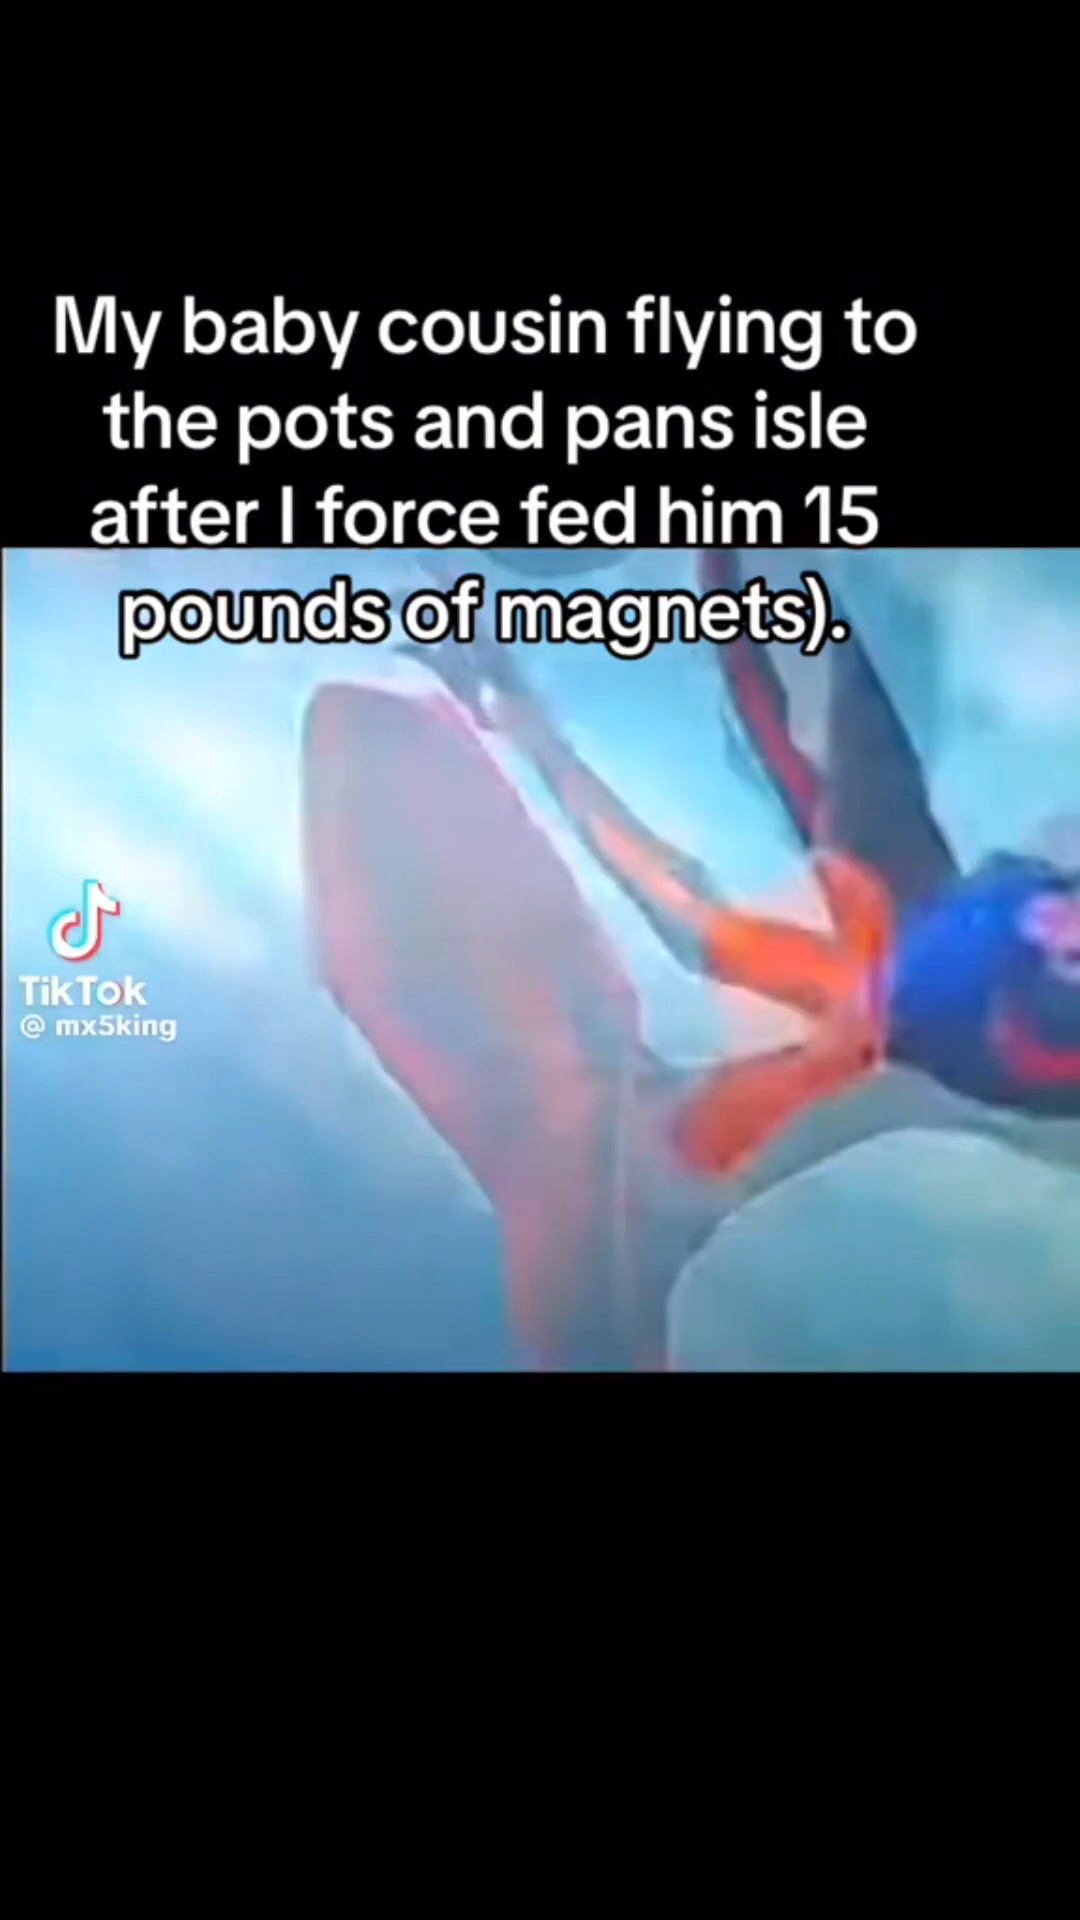 My baby cousin flying to
the pots and pans isle
after I force fed him 15
pounds of magnets).
TikTok
@ mx5king